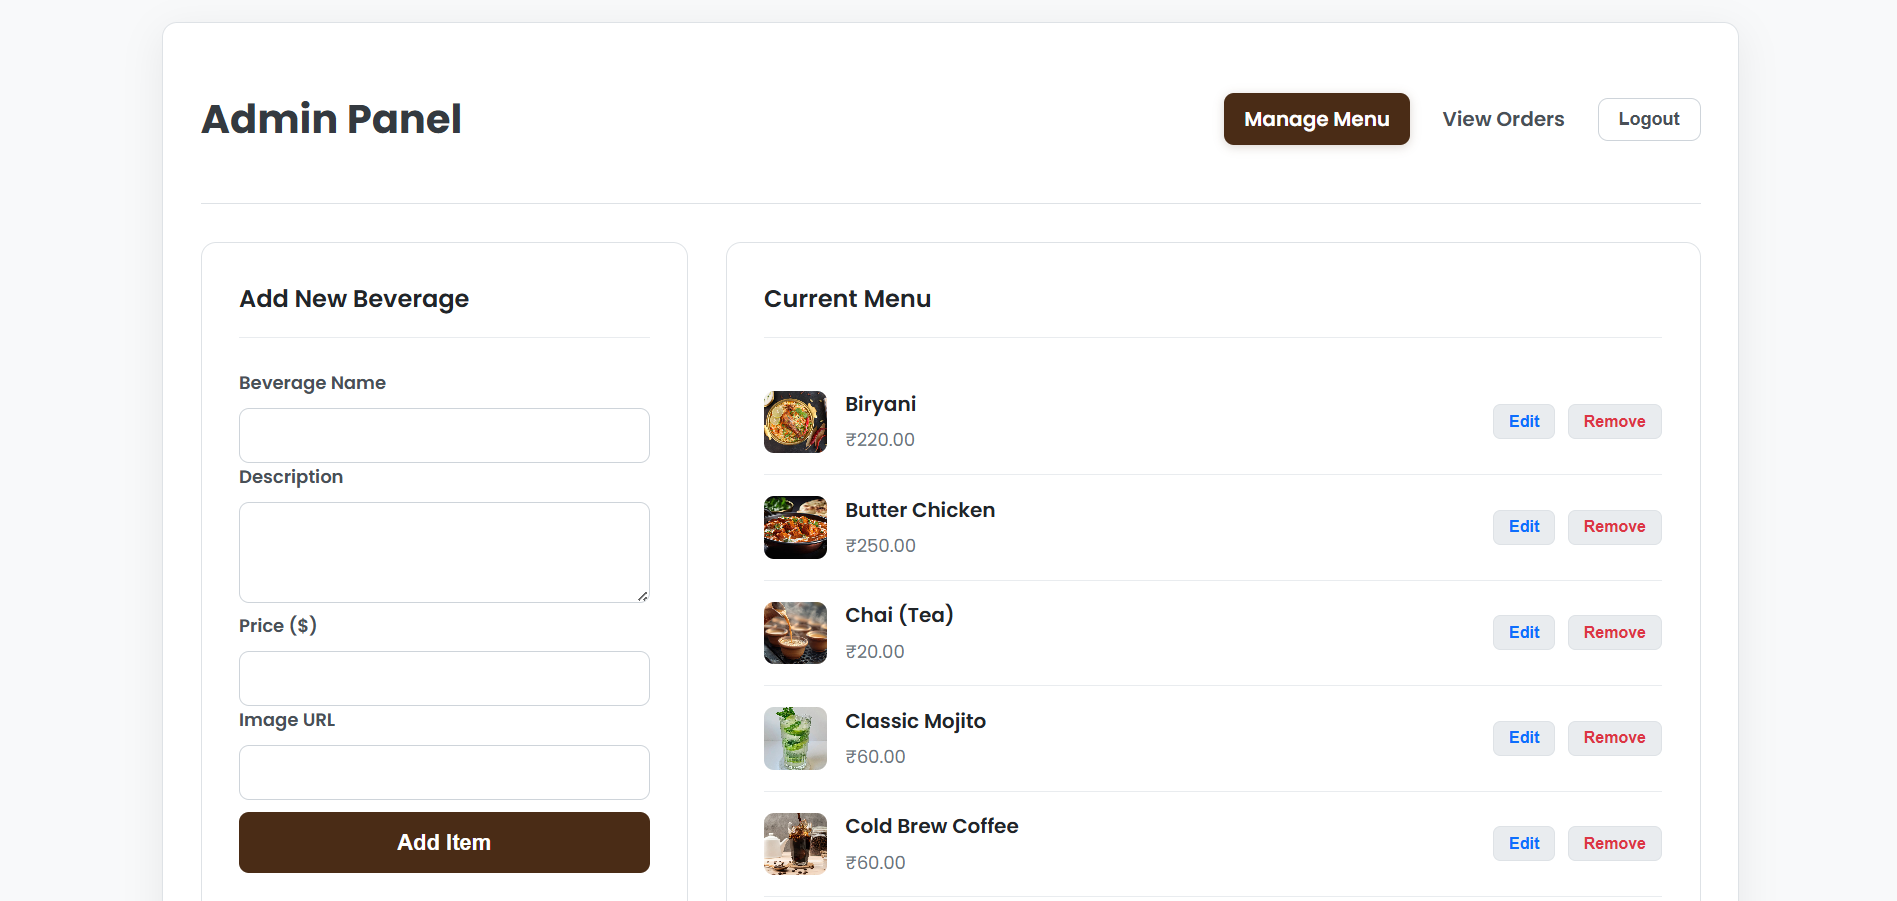 Admin Panel
Manage Menu
View Orders
Logout
Add New Beverage
Beverage Name
Description
Price ($)
Image URL
Add Item
Current Menu
Biryani
₹220.00
Edit
Remove
Butter Chicken
₹250.00
Edit
Remove
Chai (Tea)
₹20.00
Edit
Remove
Classic Mojito
₹60.00
Edit
Remove
Cold Brew Coffee
₹60.00
Edit
Remove